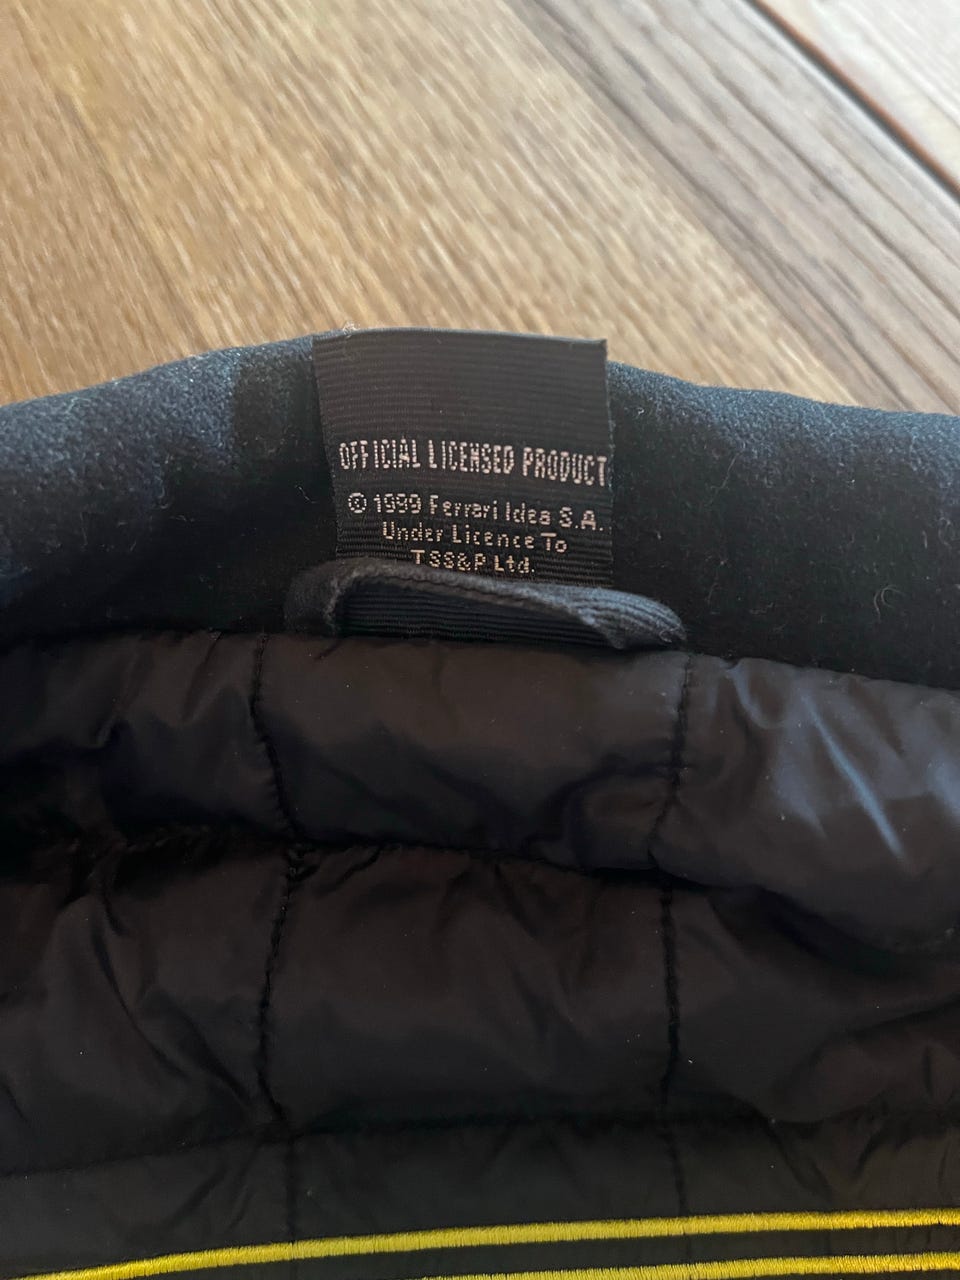 OFFICIAL LICENSED PRODUCT
© 1999 Ferrari Idea S.A.
Under Licence To
TSS&P Ltd.